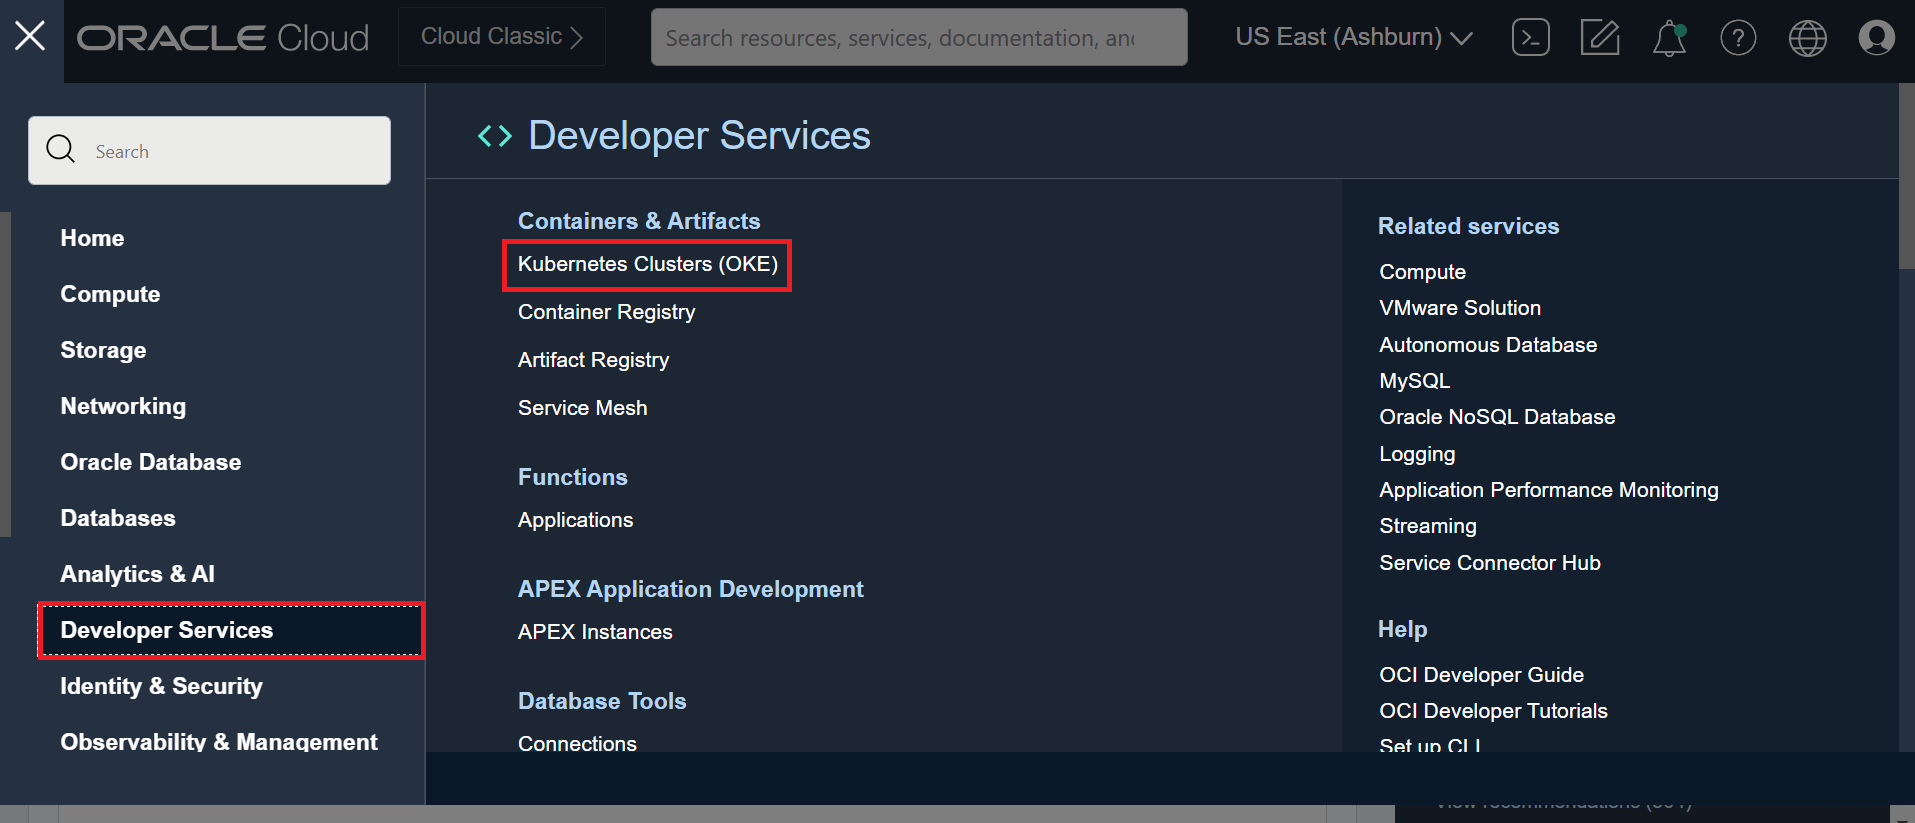 ORACLE Cloud
Cloud Classic
Search resources, services, documentation, and
US East (Ashburn)
Search
Home
Compute
Storage
Networking
Oracle Database
Databases
Analytics & AI
Developer Services
Identity & Security
Observability & Management
Developer Services
Containers & Artifacts
Kubernetes Clusters (OKE)
Container Registry
Artifact Registry
Service Mesh
Functions
Applications
APEX Application Development
APEX Instances
Database Tools
Connections
Related services
Compute
VMware Solution
Autonomous Database
MySQL
Oracle NoSQL Database
Logging
Application Performance Monitoring
Streaming
Service Connector Hub
Help
OCI Developer Guide
OCI Developer Tutorials
Set up CLI
View recommendations